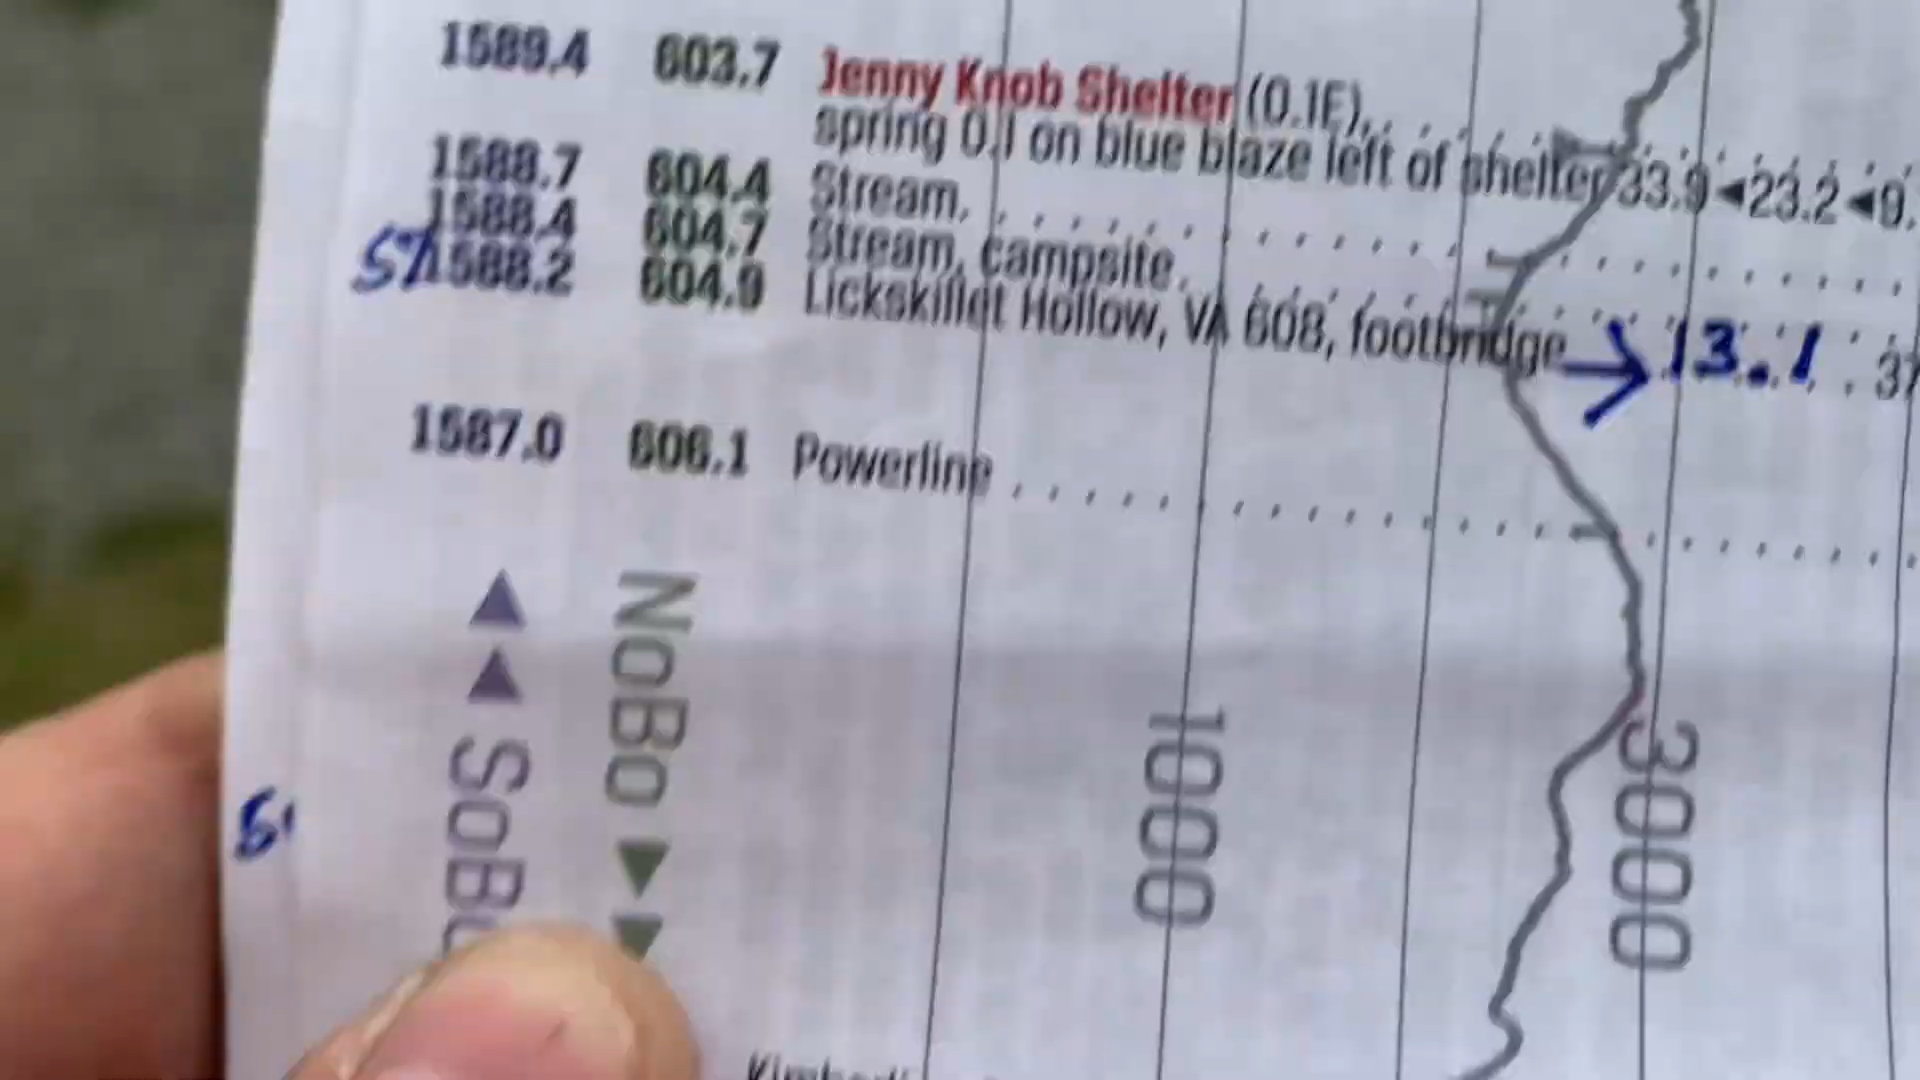 1589.4 603.7 Jenny Knob Shelter (0.1E),
spring 0.1 on blue blaze left of shelter 33.9◄23.2◄9.
1588.7 604.4 Stream,
1588.4 604.7 Stream, campsite
57 1588.2 604.9 Lickskillet Hollow, VA 608, footbridge → 13.1
1587.0 606.1 Powerline
NoBo
SoBo
1000
3000